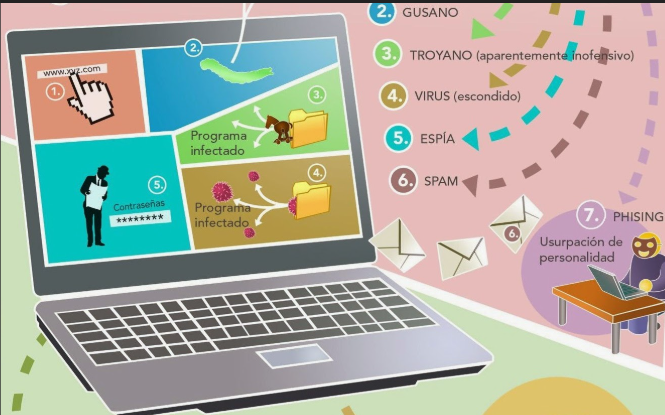 2. GUSANO
3. TROYANO (aparentemente inofensivo)
4. VIRUS (escondido)
5. ESPÍA
6. SPAM
7. PHISING
Usurpación de
personalidad
6.
www.xyz.com
1.
2.
3.
Programa
infectado
4.
Programa
infectado
5.
Contraseñas
********